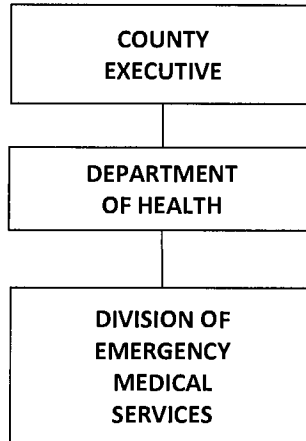 COUNTY
EXECUTIVE
DEPARTMENT
OF HEALTH
DIVISION OF
EMERGENCY
MEDICAL
SERVICES